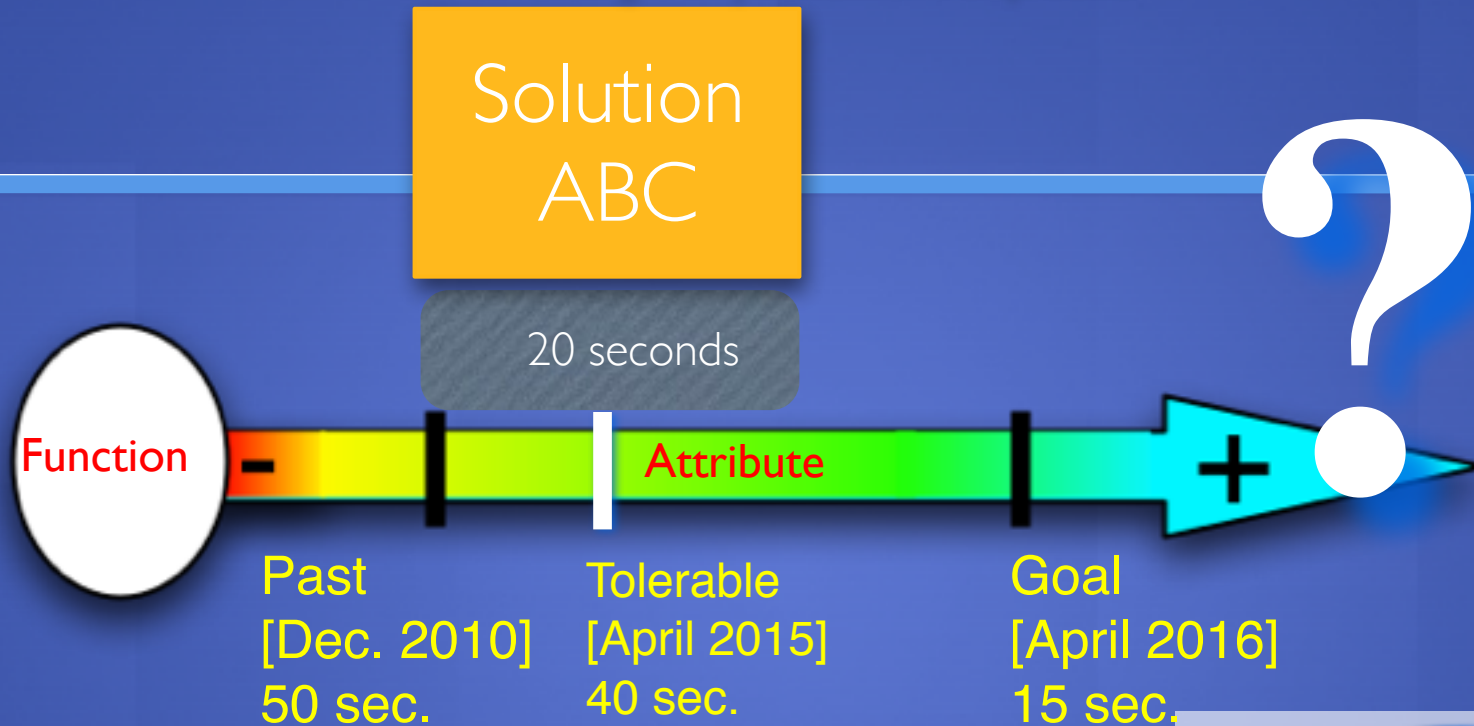 Solution
ABC
?
20 seconds
Function
-
Attribute
+
Past
[Dec. 2010]
50 sec.
Tolerable
[April 2015]
40 sec.
Goal
[April 2016]
15 sec.